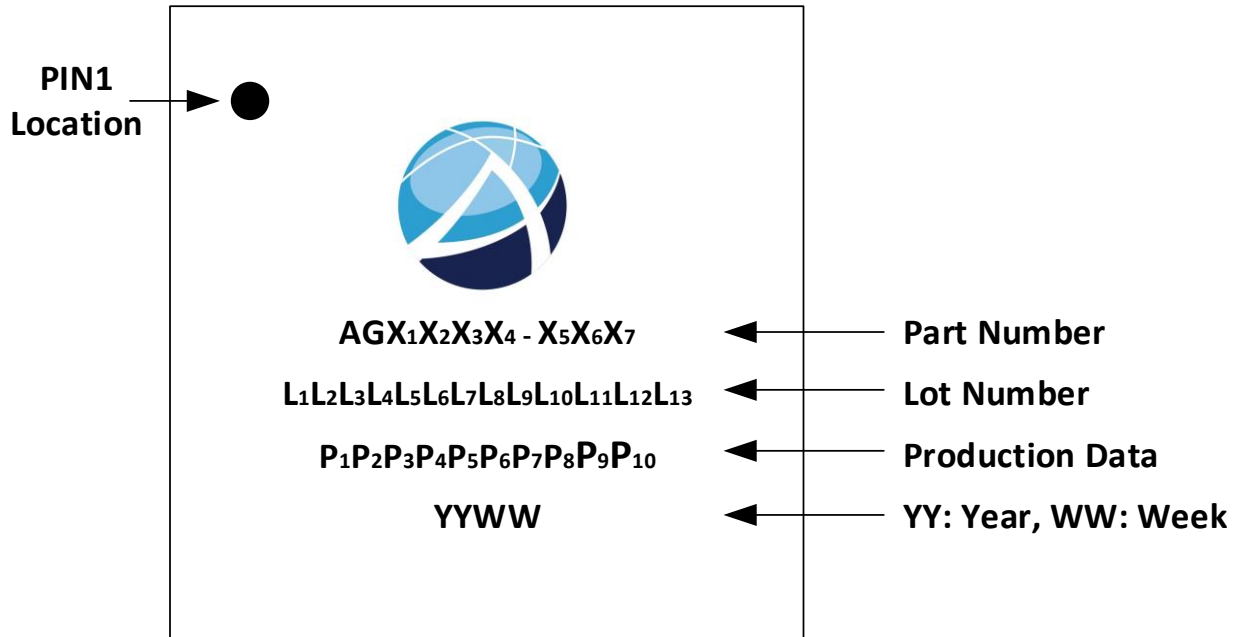 PIN1
Location
AGX1X2X3X4 - X5X6X7
Part Number
L1L2L3L4L5L6L7L8L9L10L11L12L13
Lot Number
P1P2P3P4P5P6P7P8P9P10
Production Data
YYWW
YY: Year, WW: Week